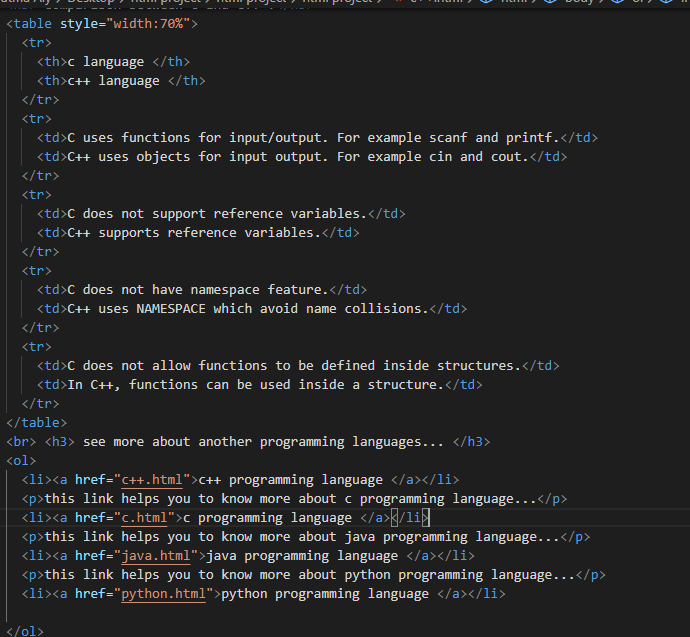 <table style="width:70%">
<tr>
<th>c language </th>
<th>c++ language </th>
</tr>
<tr>
<td>C uses functions for input/output. For example scanf and printf.</td>
<td>C++ uses objects for input output. For example cin and cout.</td>
</tr>
<tr>
<td>C does not support reference variables.</td>
<td>C++ supports reference variables.</td>
</tr>
<tr>
<td>C does not have namespace feature.</td>
<td>C++ uses NAMESPACE which avoid name collisions.</td>
</tr>
<tr>
<td>C does not allow functions to be defined inside structures.</td>
<td>In C++, functions can be used inside a structure.</td>
</tr>
</table>
<br> <h3> see more about another programming languages... </h3>
<ol>
<li><a href="c++.html">c++ programming language </a></li>
<p>this link helps you to know more about c programming language...</p>
<li><a href="c.html">c programming language </a></li>
<p>this link helps you to know more about java programming language...</p>
<li><a href="java.html">java programming language </a></li>
<p>this link helps you to know more about python programming language...</p>
<li><a href="python.html">python programming language </a></li>
</ol>